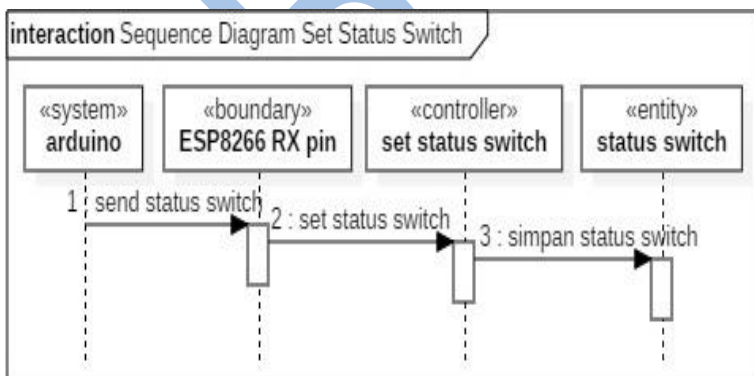 interaction Sequence Diagram Set Status Switch
«system»
arduino
«boundary»
ESP8266 RX pin
«controller»
set status switch
«entity»
status switch
1 : send status switch
2 : set status switch
3 : simpan status switch